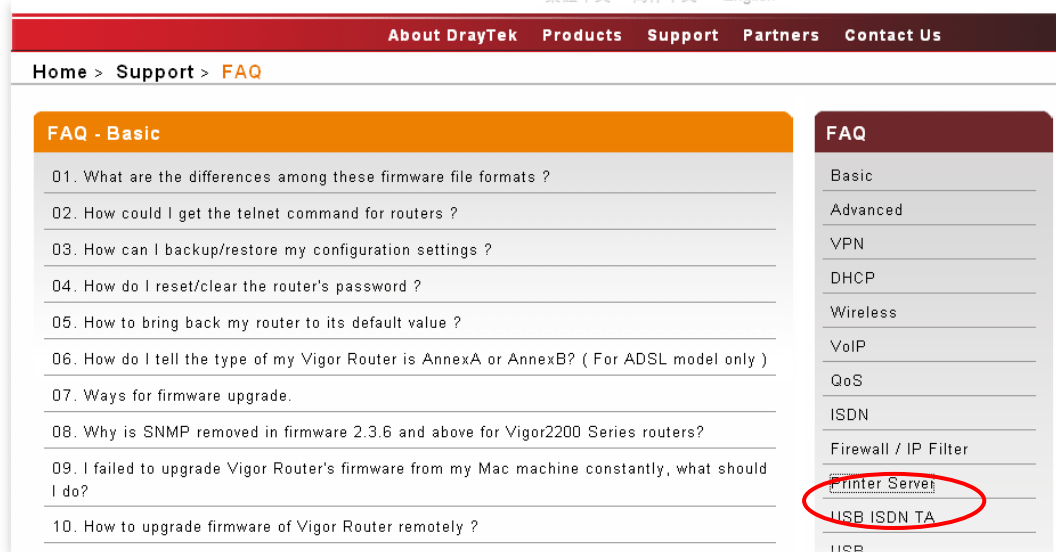 English
About DrayTek Products Support Partners Contact Us
Home > Support > FAQ
FAQ - Basic
01. What are the differences among these firmware file formats ?
02. How could I get the telnet command for routers ?
03. How can I backup/restore my configuration settings ?
04. How do I reset/clear the router's password ?
05. How to bring back my router to its default value ?
06. How do I tell the type of my Vigor Router is AnnexA or AnnexB? ( For ADSL model only )
07. Ways for firmware upgrade.
08. Why is SNMP removed in firmware 2.3.6 and above for Vigor2200 Series routers?
09. I failed to upgrade Vigor Router's firmware from my Mac machine constantly, what should
I do?
10. How to upgrade firmware of Vigor Router remotely ?
FAQ
Basic
Advanced
VPN
DHCP
Wireless
VoIP
QoS
ISDN
Firewall / IP Filter
Printer Server
USB ISDN TA
USB